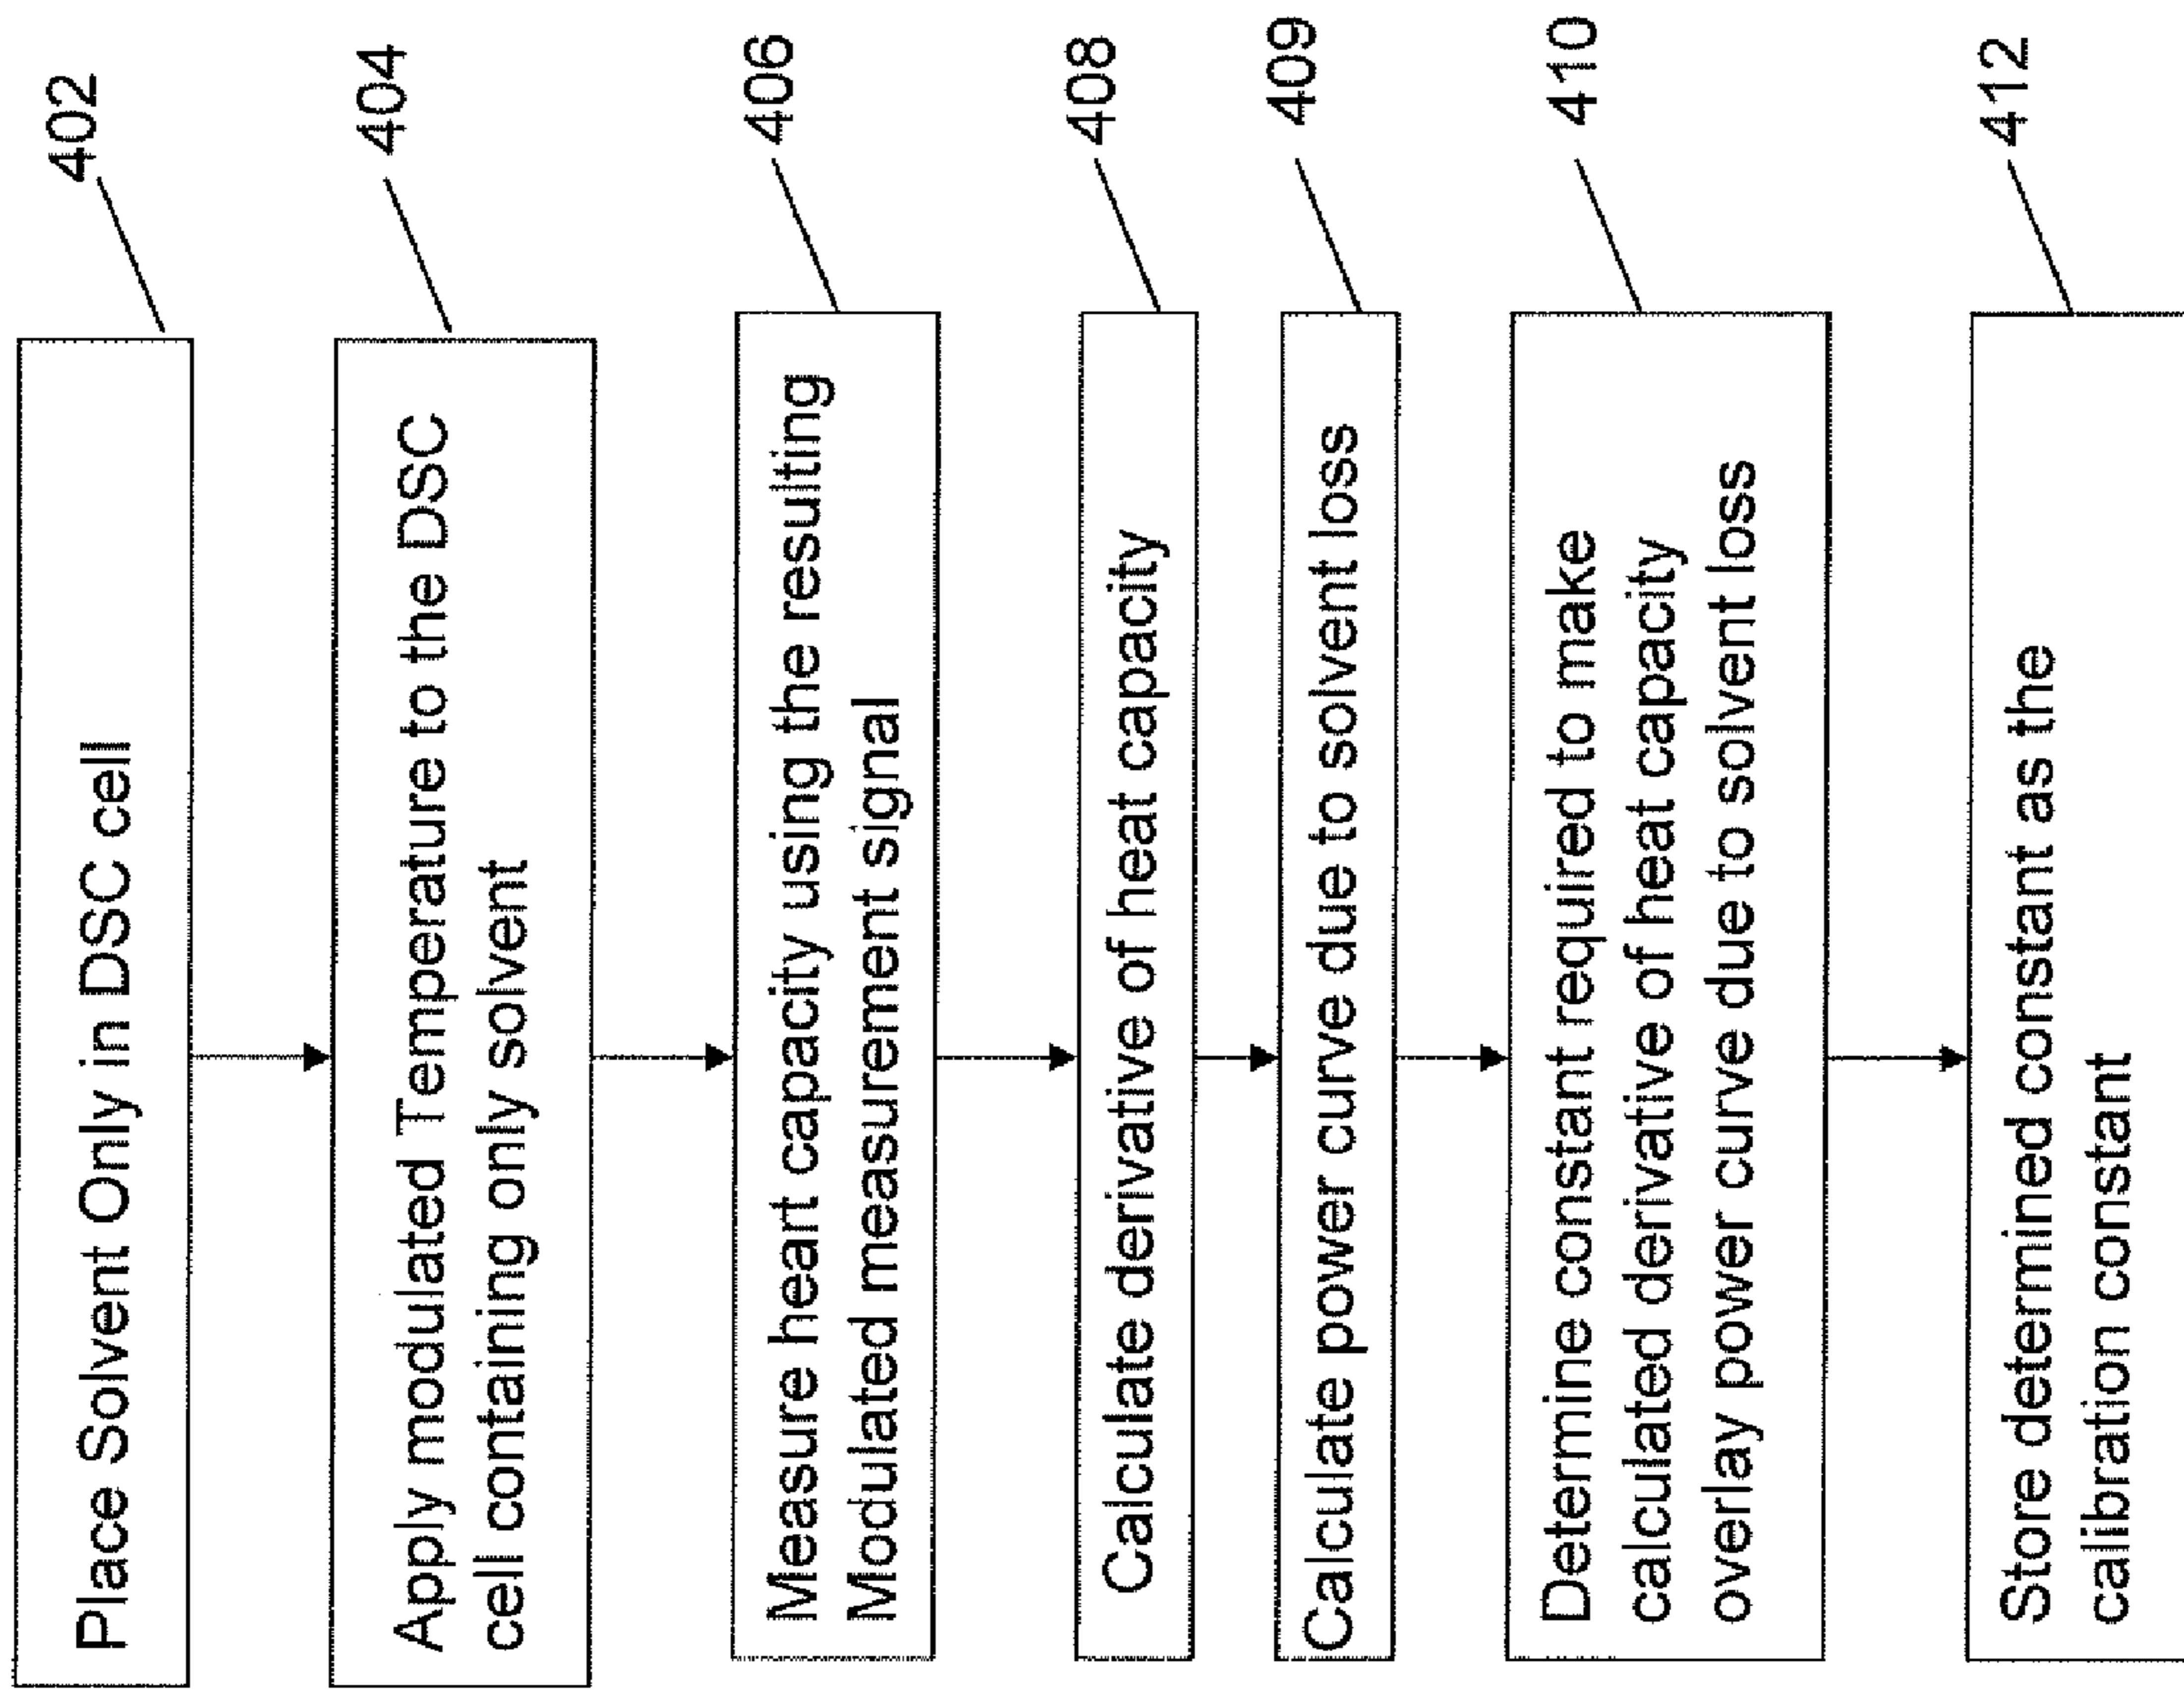 Place Solvent Only in DSC cell
402
Apply modulated Temperature to the DSC
cell containing only solvent
404
Measure heart capacity using the resulting
Modulated measurement signal
406
Calculate derivative of heat capacity
408
Calculate power curve due to solvent loss
409
Determine constant required to make
calculated derivative of heat capacity
overlay power curve due to solvent loss
410
Store determined constant as the
calibration constant
412